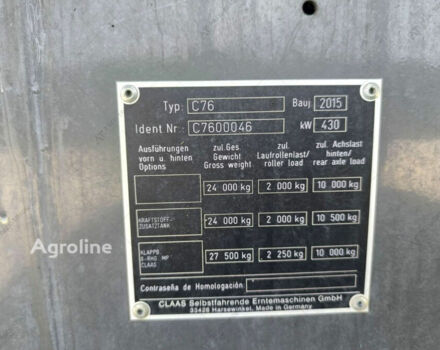 Typ: C76 Bauj. 2015
Ident Nr.: C7600046 kW 430
Ausführungen vorn u. hinten Options
zul. Ges Gewicht Gross weight
zul. Laufrollenlast/ roller load
zul. Achslast hinten/ rear axle load
24 000 kg 2 000 kg 10 000 kg
KRAFTSTOFF-
ZUSATZTANK
24 000 kg 2 000 kg 10 500 kg
KLAPPB
CLAAS
27 500 kg 2 250 kg 10 000 kg
Contraseña de Homologación
CLAAS Selbstfahrende Erntemaschinen GmbH
33428 Harsewinkel, Made in Germany
Agroline